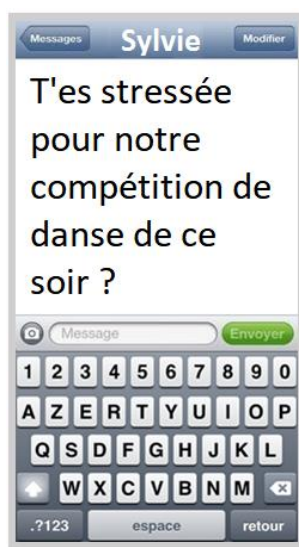 Messages Sylvie Modifier
T'es stressée
pour notre
compétition de
danse de ce
soir ?
Message Envoyer
1 2 3 4 5 6 7 8 9 0
A Z E R T Y U I O P
Q S D F G H J K L
W X C V B N M
.?123 espace retour